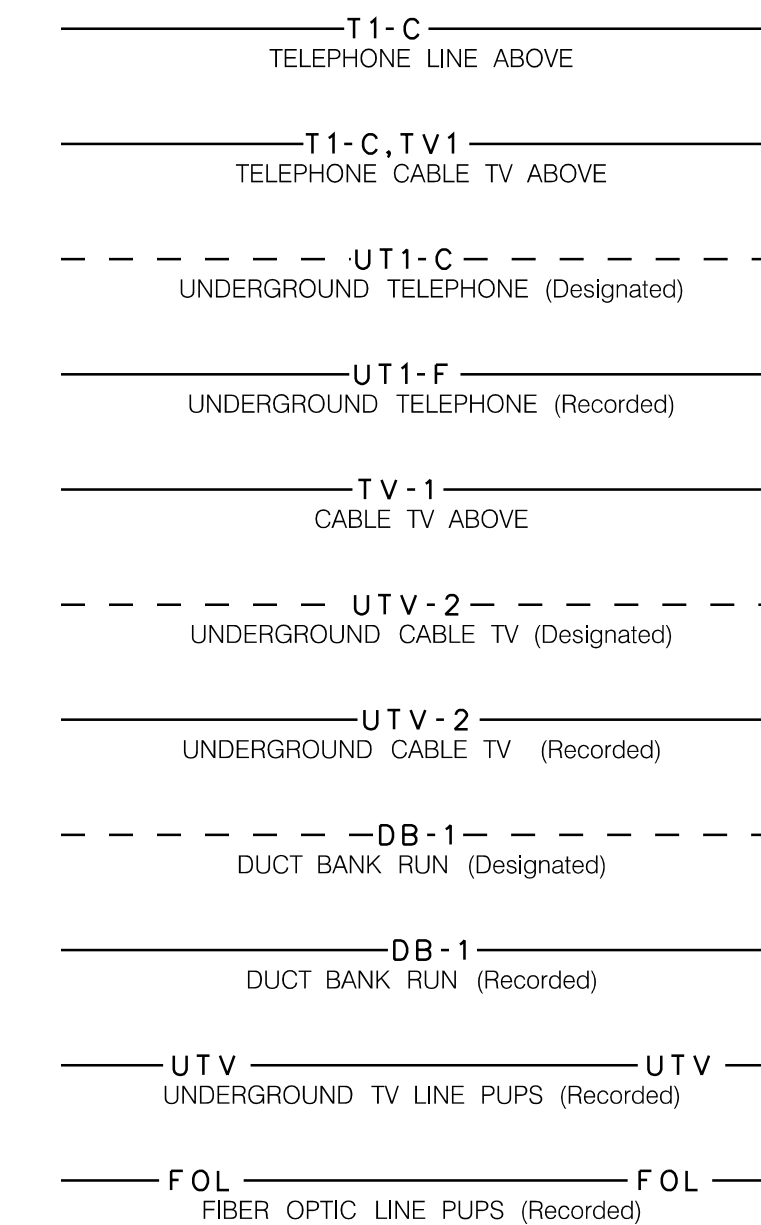 T1-C
TELEPHONE LINE ABOVE
T1-C,TV1
TELEPHONE CABLE TV ABOVE
UT1-C
UNDERGROUND TELEPHONE (Designated)
UT1-F
UNDERGROUND TELEPHONE (Recorded)
TV-1
CABLE TV ABOVE
UTV-2
UNDERGROUND CABLE TV (Designated)
UTV-2
UNDERGROUND CABLE TV (Recorded)
DB-1
DUCT BANK RUN (Designated)
DB-1
DUCT BANK RUN (Recorded)
UTV UTV
UNDERGROUND TV LINE PUPS (Recorded)
FOL FOL
FIBER OPTIC LINE PUPS (Recorded)